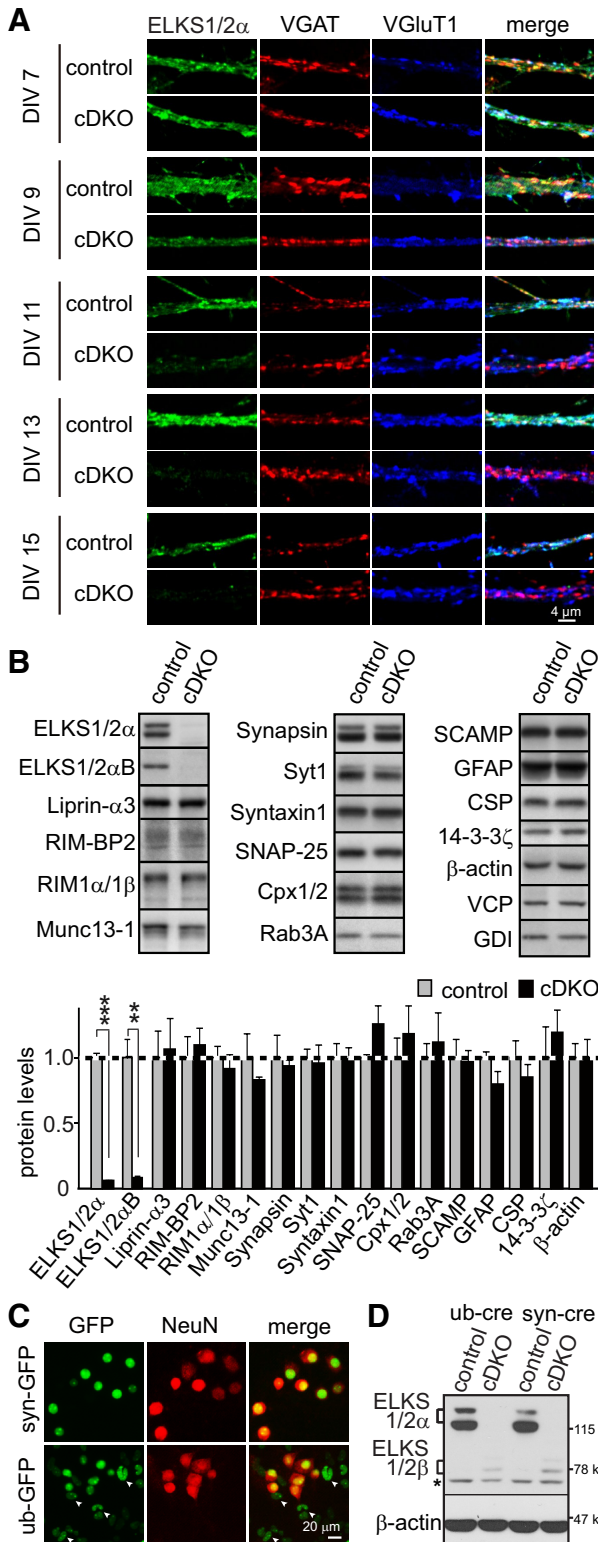 A
ELKS1/2α VGAT VGluT1 merge
DIV 7
control
cDKO
DIV 9
control
cDKO
DIV 11
control
cDKO
DIV 13
control
cDKO
DIV 15
control
cDKO
4 µm
B
control cDKO
ELKS1/2α
ELKS1/2αB
Liprin-α3
RIM-BP2
RIM1α/1β
Munc13-1
control cDKO
Synapsin
Syt1
Syntaxin1
SNAP-25
Cpx1/2
Rab3A
control cDKO
SCAMP
GFAP
CSP
14-3-3ζ
β-actin
VCP
GDI
control cDKO
**** **
protein levels
1.0
0.5
0
ELKS1/2α
ELKS1/2αB
Liprin-α3
RIM-BP2
RIM1α/1β
Munc13-1
Synapsin
Syt1
Syntaxin1
SNAP-25
Cpx1/2
Rab3A
SCAMP
GFAP
CSP
14-3-3ζ
β-actin
C
GFP NeuN merge
syn-GFP
ub-GFP
20 µm
D
ub-cre syn-cre
control cDKO control cDKO
ELKS
1/2α
115
ELKS
1/2β
78 k
*
47 k
β-actin